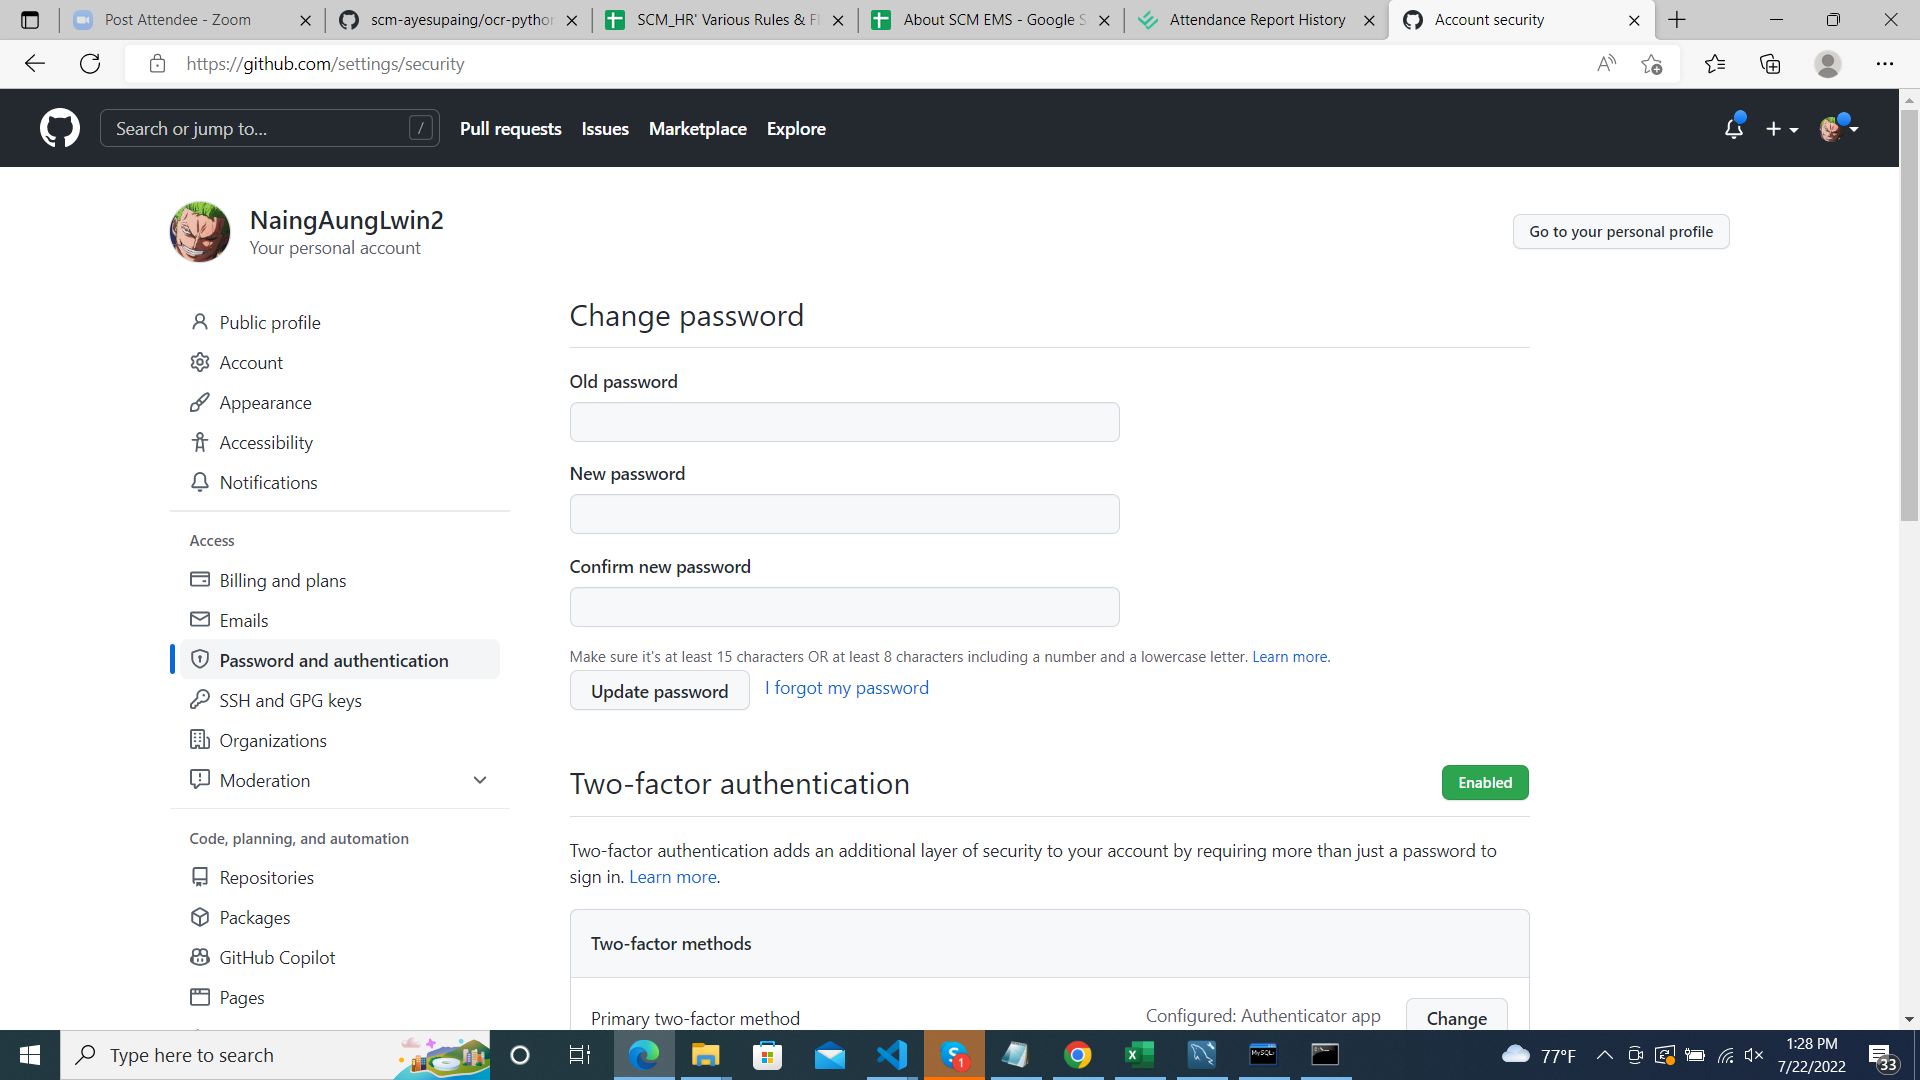 Post Attendee - Zoom
scm-ayesupaing/ocr-python
SCM_HR' Various Rules & Fl
About SCM EMS - Google S
Attendance Report History
Account security
https://github.com/settings/security
Search or jump to...
/
Pull requests
Issues
Marketplace
Explore
NaingAungLwin2
Your personal account
Go to your personal profile
Public profile
Account
Appearance
Accessibility
Notifications
Access
Billing and plans
Emails
Password and authentication
SSH and GPG keys
Organizations
Moderation
Code, planning, and automation
Repositories
Packages
GitHub Copilot
Pages
Change password
Old password
New password
Confirm new password
Make sure it's at least 15 characters OR at least 8 characters including a number and a lowercase letter. Learn more.
Update password
I forgot my password
Two-factor authentication
Enabled
Two-factor authentication adds an additional layer of security to your account by requiring more than just a password to
sign in. Learn more.
Two-factor methods
Primary two-factor method
Configured: Authenticator app
Change
Type here to search
1
MySQL
77°F
1:28 PM
7/22/2022
33